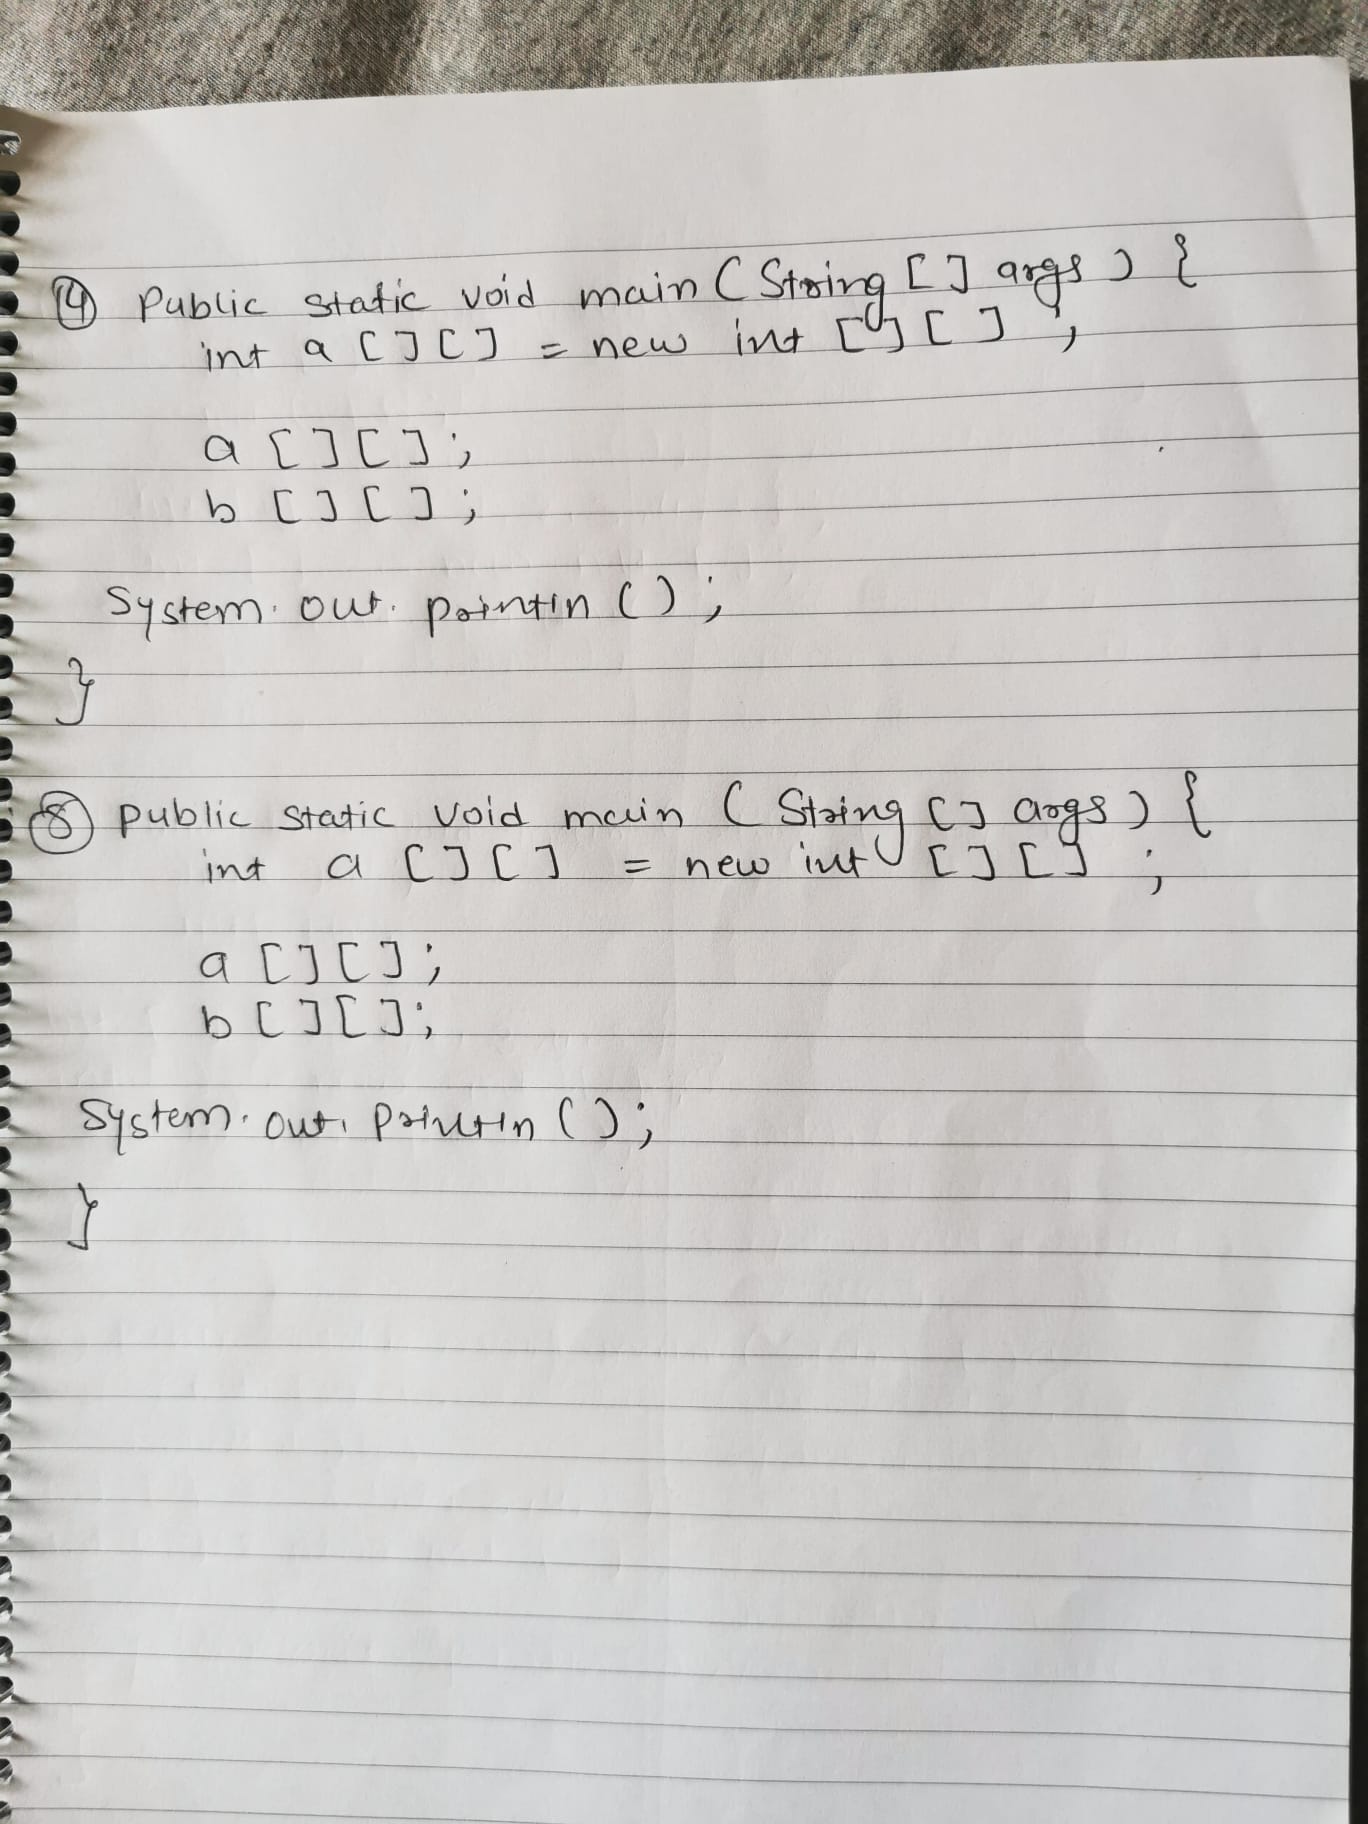 ④ Public static void main (String [] args) {
int a [][] = new int [][] ;
a [][];
b [][];
System.out.println();
}
⑧ public static void main (String [] args) {
int a [][] = new int [][] ;
a [][];
b [][];
System.out.println();
}